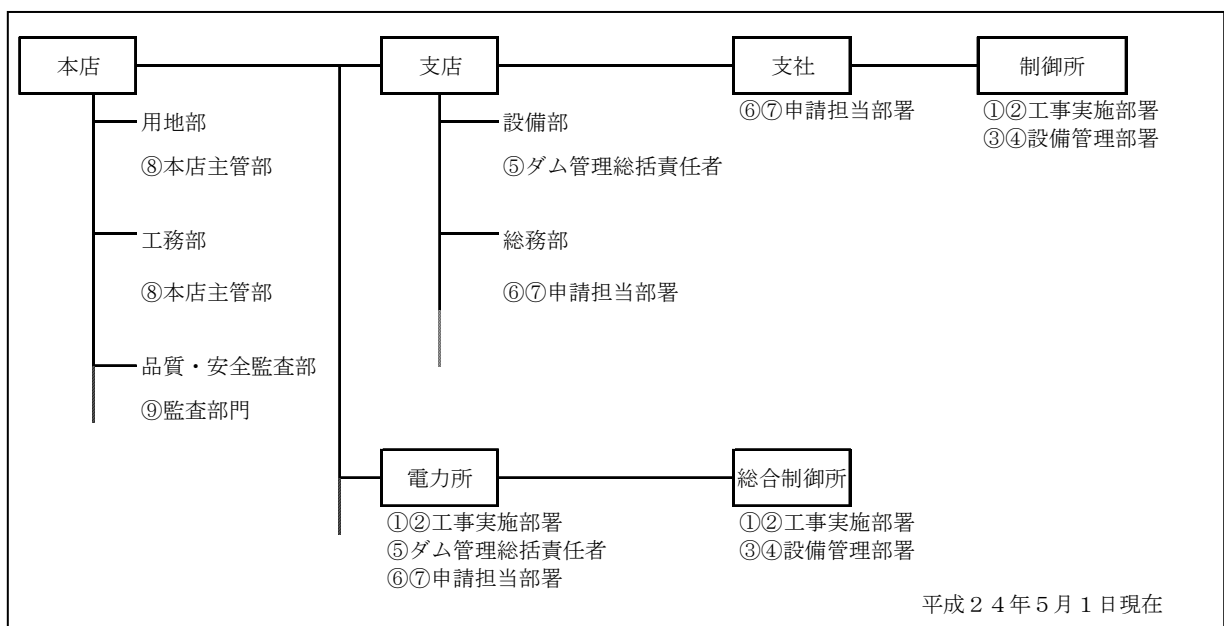 本店
支店
支社
制御所
⑥⑦申請担当部署
①②工事実施部署
③④設備管理部署
用地部
⑧本店主管部
工務部
⑧本店主管部
品質・安全監査部
⑨監査部門
設備部
⑤ダム管理総括責任者
総務部
⑥⑦申請担当部署
電力所
①②工事実施部署
⑤ダム管理総括責任者
⑥⑦申請担当部署
総合制御所
①②工事実施部署
③④設備管理部署
平成24年5月1日現在